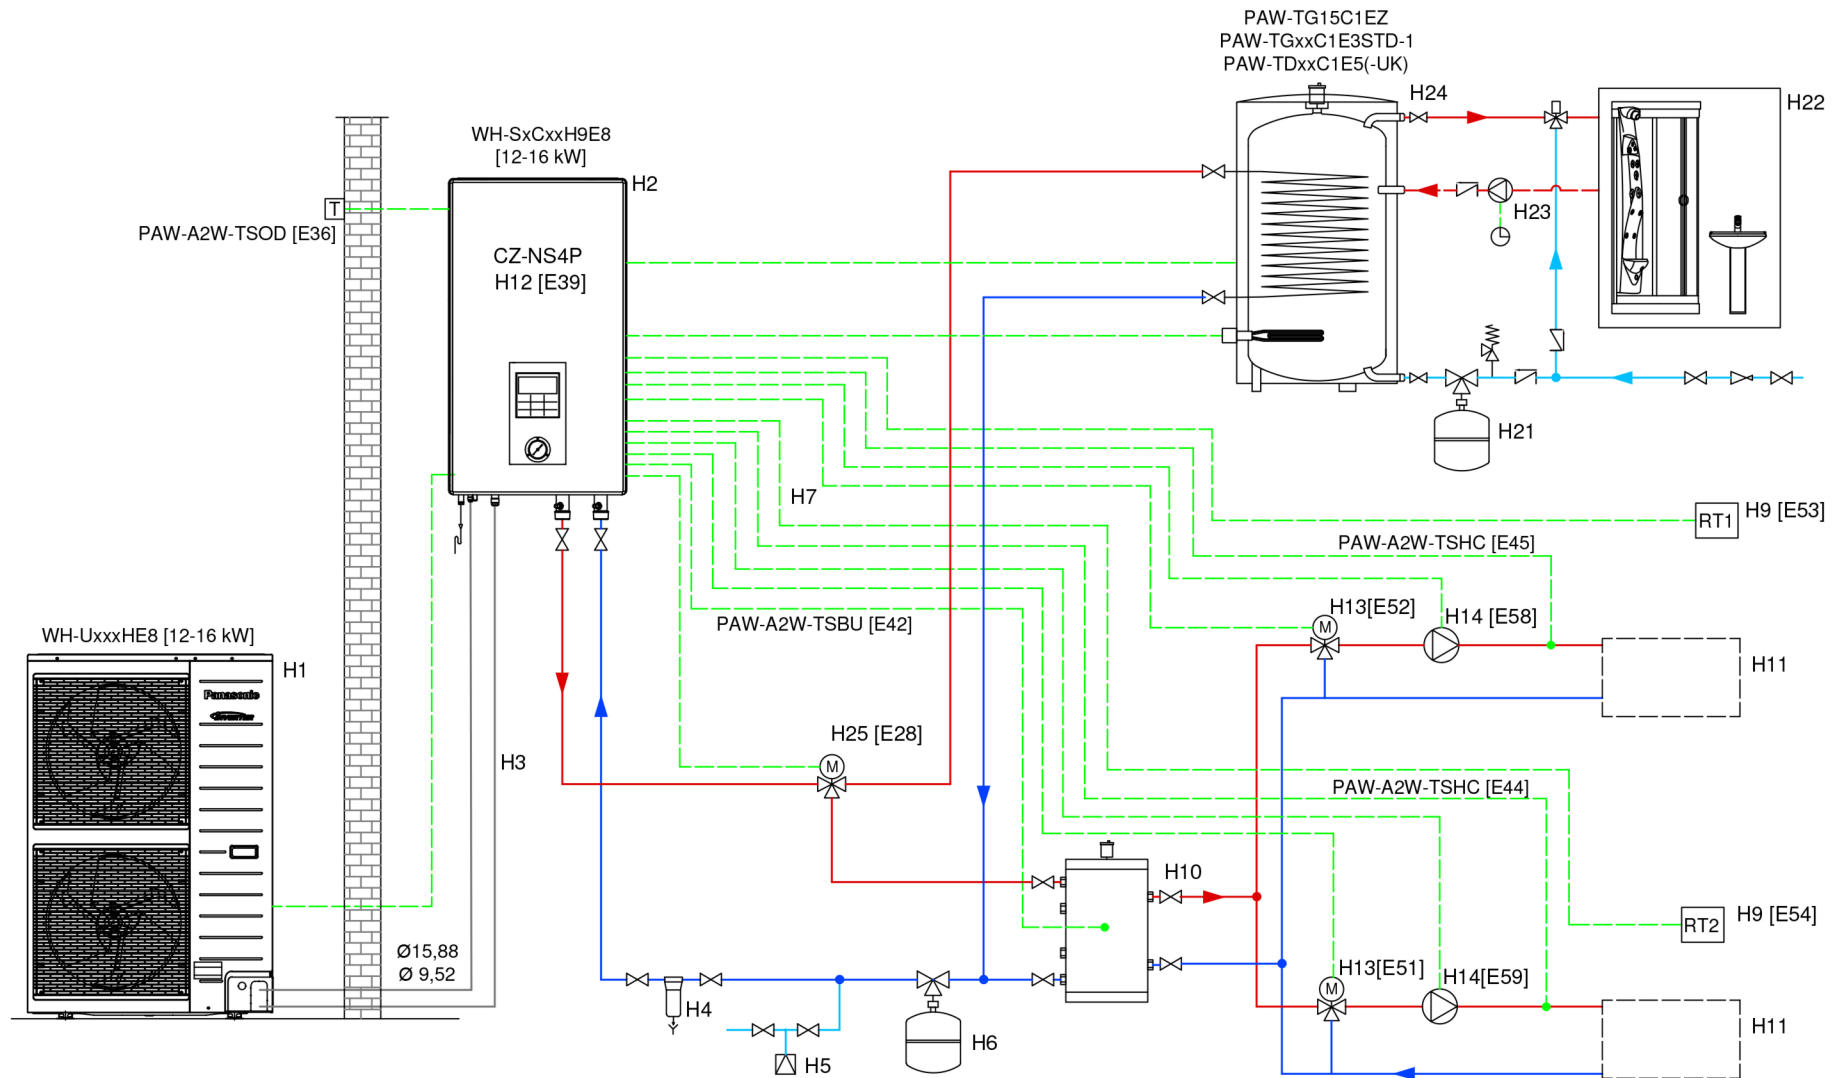 PAW-TG15C1EZ
PAW-TGxxC1E3STD-1
PAW-TDxxC1E5(-UK)
H24
H22
WH-SxCxxH9E8
[12-16 kW]
H2
T
PAW-A2W-TSOD [E36]
H23
CZ-NS4P
H12 [E39]
H21
H7
RT1
H9 [E53]
PAW-A2W-TSHC [E45]
H13[E52]
H14 [E58]
M
PAW-A2W-TSBU [E42]
WH-UxxxHE8 [12-16 kW]
H1
H11
Panasonic
INVERTER
H25 [E28]
M
H3
PAW-A2W-TSHC [E44]
H10
RT2
H9 [E54]
Ø15,88
Ø 9,52
H13[E51]
H14[E59]
M
H4
H6
H5
H11